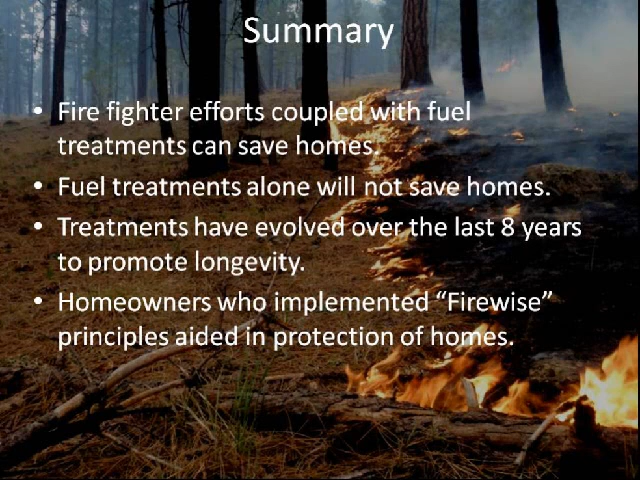 Summary
• Fire fighter efforts coupled with fuel
treatments can save homes.
• Fuel treatments alone will not save homes.
• Treatments have evolved over the last 8 years
to promote longevity.
• Homeowners who implemented “Firewise”
principles aided in protection of homes.